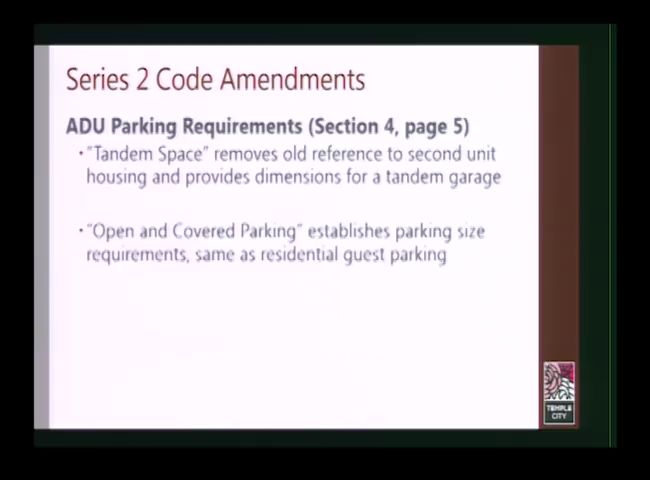 Series 2 Code Amendments
ADU Parking Requirements (Section 4, page 5)
• "Tandem Space" removes old reference to second unit
housing and provides dimensions for a tandem garage
• "Open and Covered Parking" establishes parking size
requirements, same as residential guest parking
TEMPLE
CITY